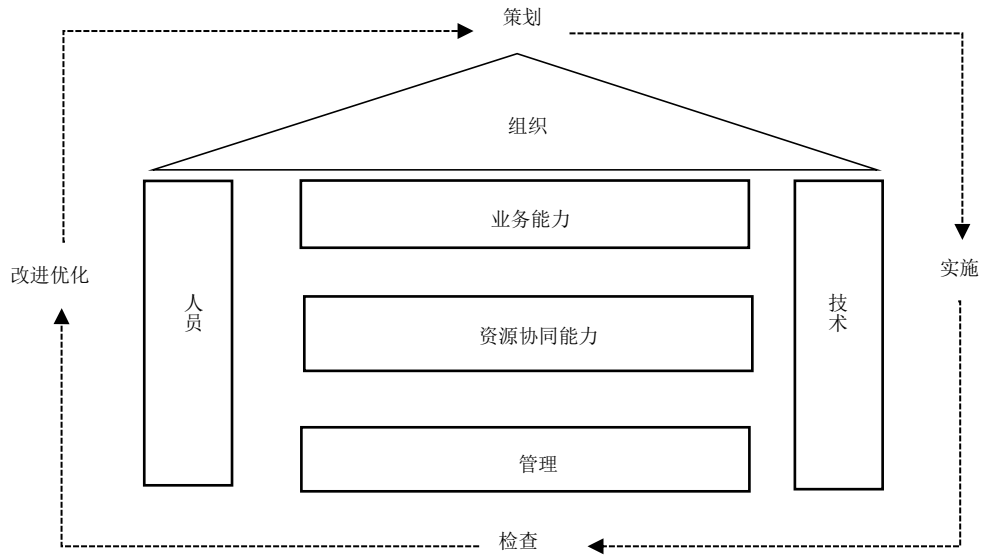 策划
组织
业务能力
实施
改进优化
人员
技术
资源协同能力
管理
检查